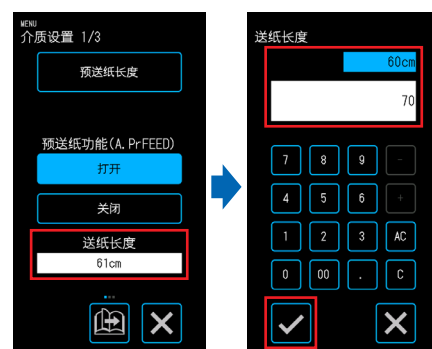 MENU
介质设置 1/3
预送纸长度
预送纸功能(A.PrFEED)
打开
关闭
送纸长度
61cm
送纸长度
60cm
70
7 8 9 -
4 5 6 +
1 2 3 AC
0 00 . C